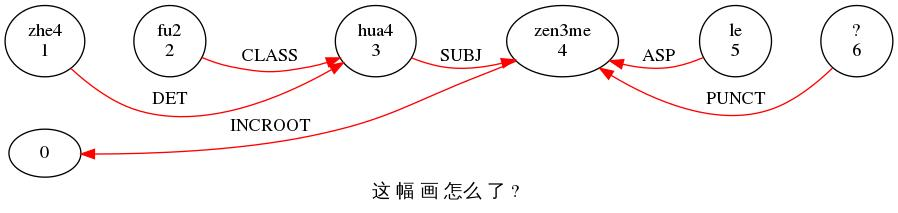 zhe4 fu2 hua4 zen3me le ?
1 2 3 4 5 6
CLASS SUBJ ASP
DET PUNCT
INCROOT
0
这 幅 画 怎么 了 ?